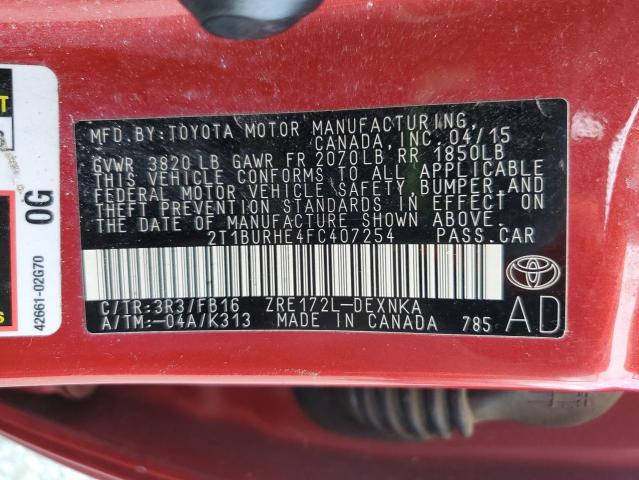 MFD.BY:TOYOTA MOTOR MANUFACTURING,
CANADA, INC. 04/15
GVWR 3820 LB GAWR FR 2070LB RR 1850LB
THIS VEHICLE CONFORMS TO ALL APPLICABLE
FEDERAL MOTOR VEHICLE SAFETY BUMPER,AND
THEFT PREVENTION STANDARDS IN EFFECT ON
THE DATE OF MANUFACTURE SHOWN ABOVE.
2T1BURHE4FC407254 PASS.CAR
C/TR:3R3/FB16 ZRE172L-DEXNKA
A/TM:-04A/K313 MADE IN CANADA 785
AD
0G
42661-02G70